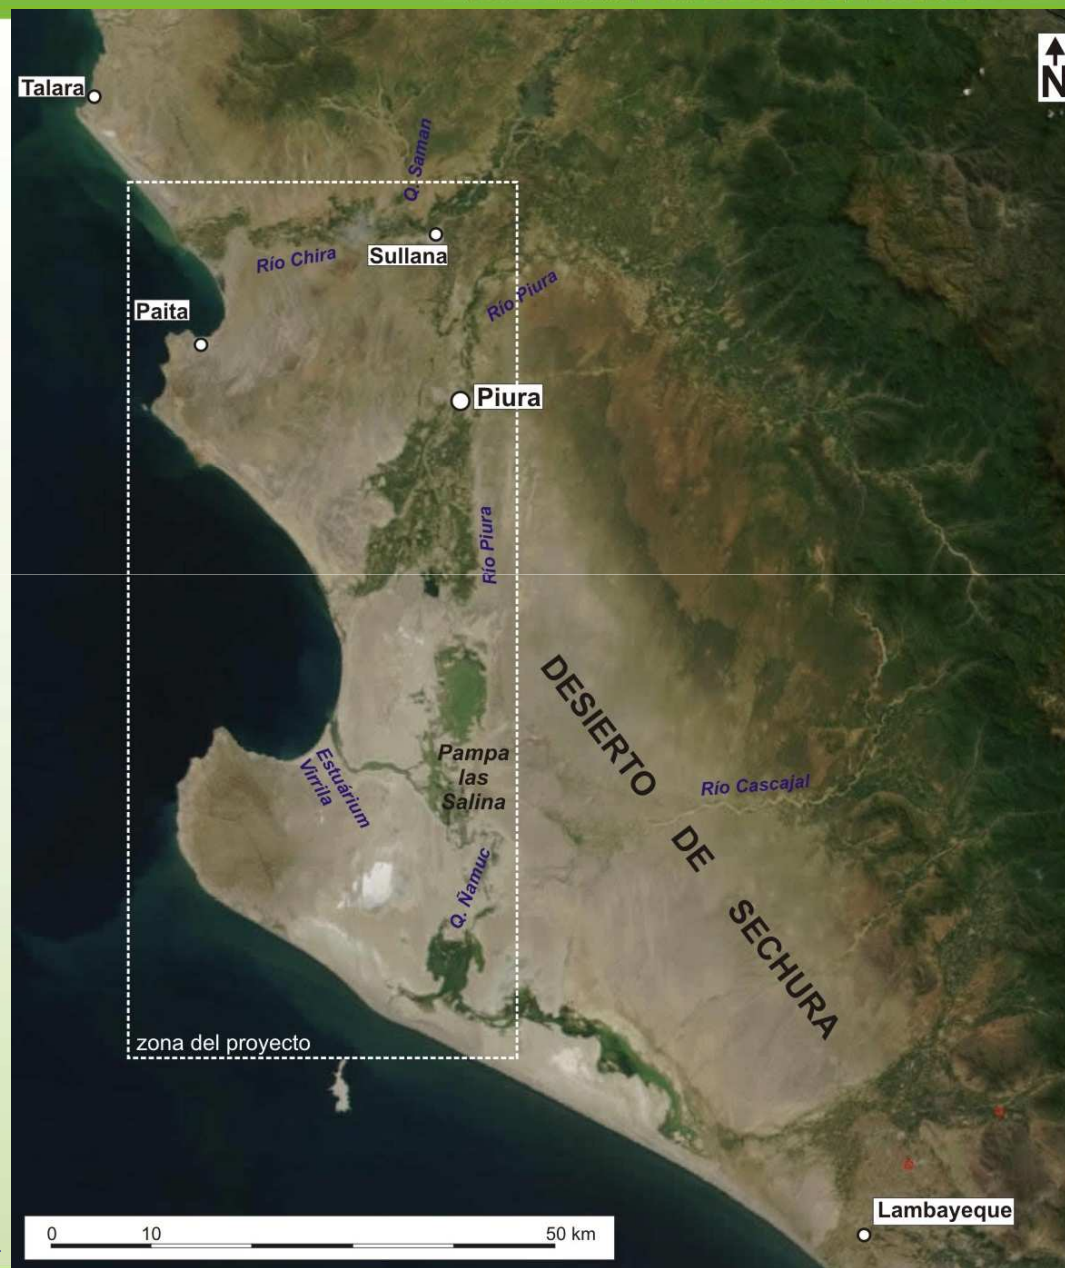 N
Talara
Q. Saman
Río Chira
Sullana
Río Piura
Paita
Piura
Río Piura
DESIERTO
DE
SECHURA
Estuárium
Virrila
Pampa
las
Salina
Río Cascajal
Q. Ñamuc
zona del proyecto
Lambayeque
0 10 50 km